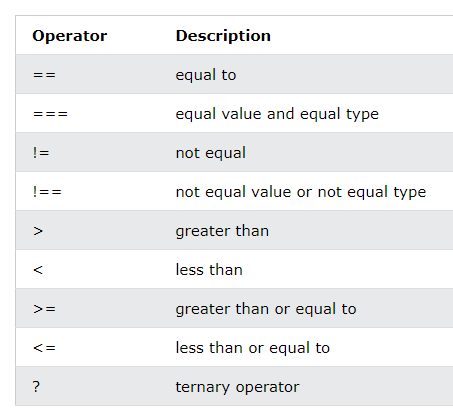 Operator Description
== equal to
=== equal value and equal type
!= not equal
!== not equal value or not equal type
> greater than
< less than
>= greater than or equal to
<= less than or equal to
? ternary operator